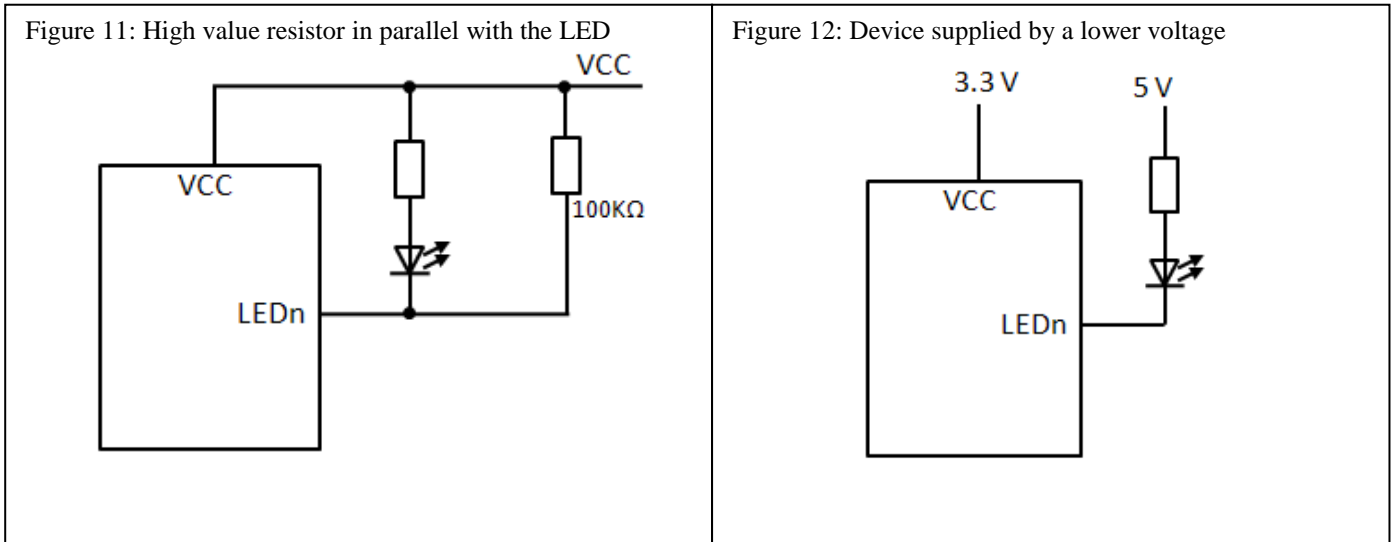 Figure 11: High value resistor in parallel with the LED
VCC
VCC
100KΩ
LEDn
Figure 12: Device supplied by a lower voltage
3.3 V
5 V
VCC
LEDn